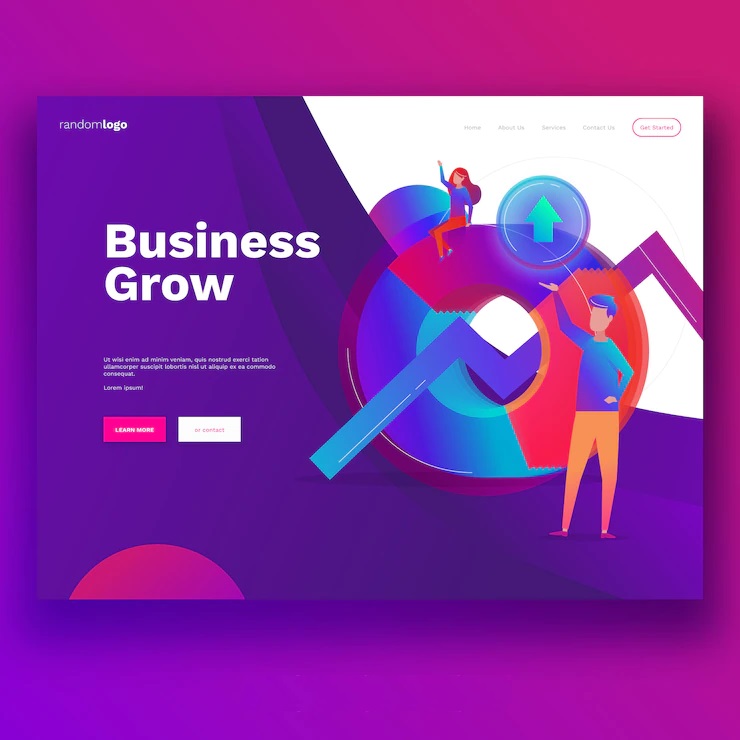 randomlogo
Home About Us Services Contact Us Get Started
Business
Grow
Ut wisi enim ad minim veniam, quis nostrud exerci tation
ullamcorper suscipit lobortis nisl ut aliquip ex ea commodo
consequat.
Lorem ipsum!
LEARN MORE or contact